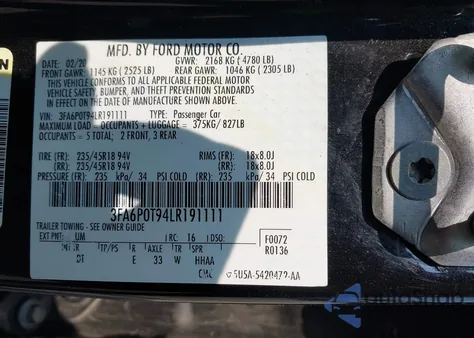 MFD. BY FORD MOTOR CO.
DATE: 02/20 GVWR: 2168 KG ( 4780 LB)
FRONT GAWR: 1145 KG ( 2525 LB) REAR GAWR: 1046 KG ( 2305 LB)
THIS VEHICLE CONFORMS TO ALL APPLICABLE FEDERAL MOTOR
VEHICLE SAFETY, BUMPER, AND THEFT PREVENTION STANDARDS
IN EFFECT ON THE DATE OF MANUFACTURE SHOWN ABOVE.
VIN: 3FA6P0T94LR191111 TYPE: Passenger Car
MAXIMUM LOAD = OCCUPANTS + LUGGAGE = 375KG/ 827LB
OCCUPANTS = 5 TOTAL: 2 FRONT, 3 REAR
TIRE (FR): 235/45R18 94V RIMS (FR): 18x8.0J
(RR): 235/45R18 94V (RR): 18x8.0J
PRESSURE (FR): 235 kPa/ 34 PSI COLD (RR): 235 kPa/ 34 PSI COLD
3FA6P0T94LR191111
TRAILER TOWING - SEE OWNER GUIDE
EXT PNT: UM RC: 16 DSO: F0072
TP/PS R AXLE TR SPR R0136
E 33 W HHAA
5U5A-5420472-AA
autoshop